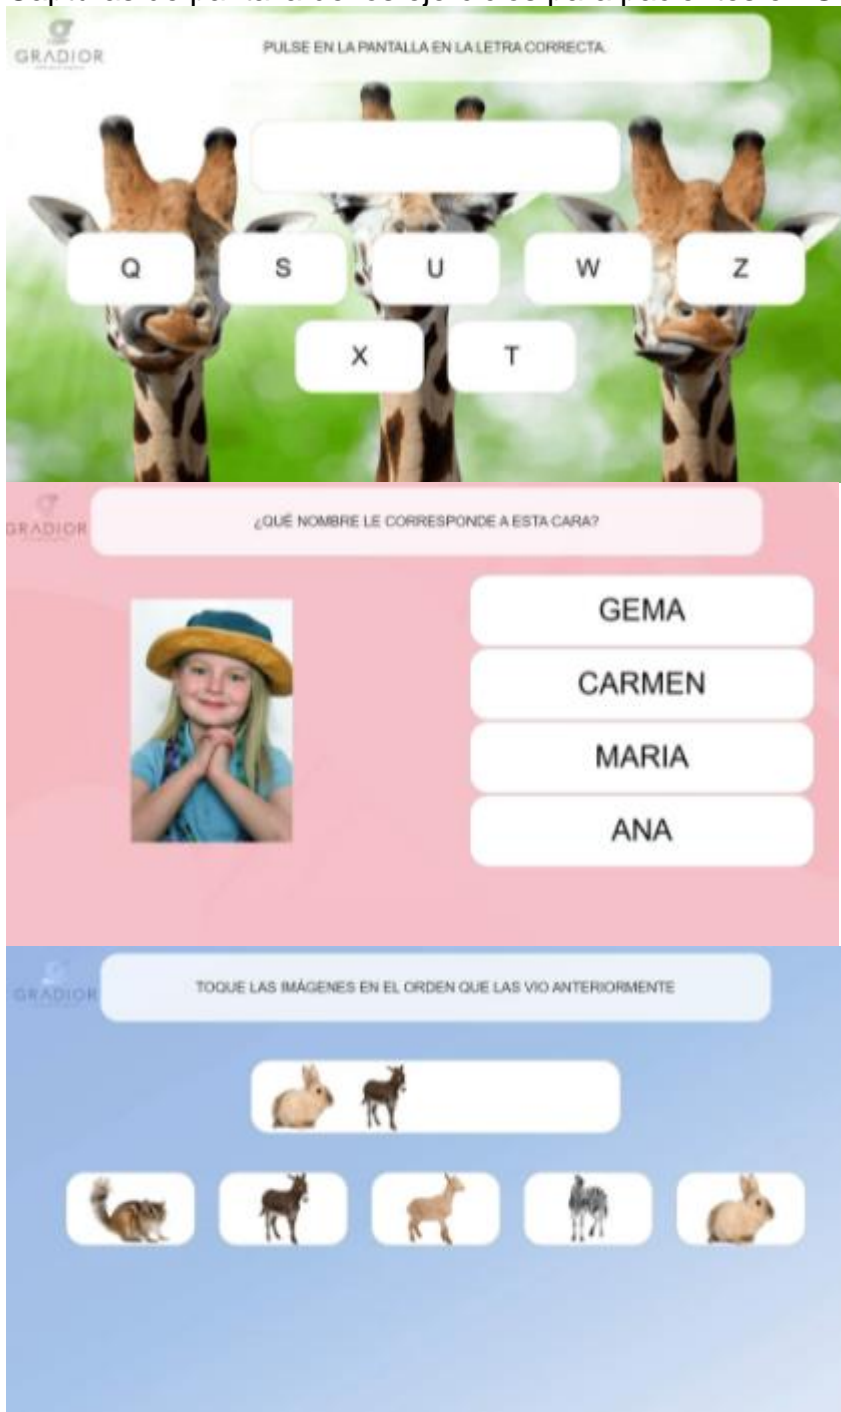 GRADIOR
PULSE EN LA PANTALLA EN LA LETRA CORRECTA.
Q S U W Z
X T
GRADIOR
¿QUÉ NOMBRE LE CORRESPONDE A ESTA CARA?
GEMA
CARMEN
MARIA
ANA
GRADIOR
TOQUE LAS IMÁGENES EN EL ORDEN QUE LAS VIO ANTERIORMENTE